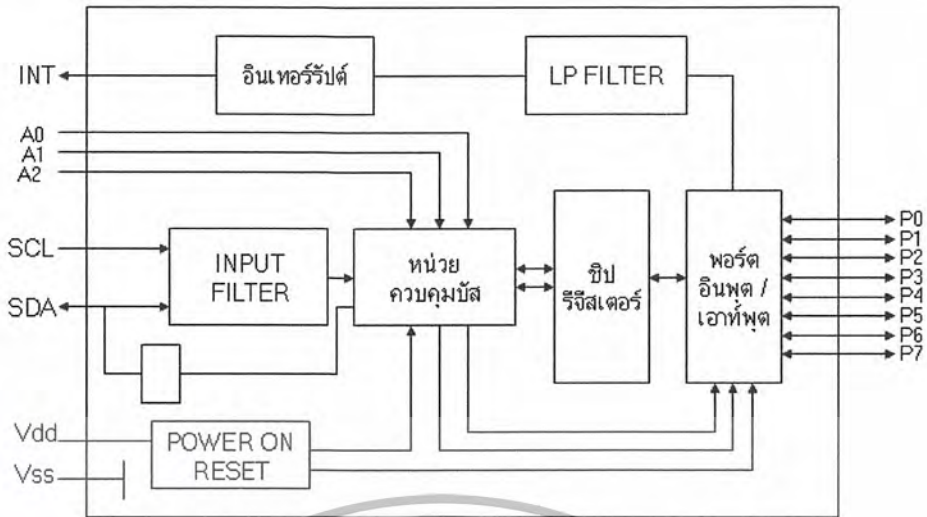 INT
อินเทอร์รัปต์
LP FILTER
A0
A1
A2
SCL
SDA
INPUT
FILTER
หน่วย
ควบคุมบัส
ชิป
รีจีสเตอร์
พอร์ต
อินพุต /
เอาท์พุต
P0
P1
P2
P3
P4
P5
P6
P7
Vdd
Vss
POWER ON
RESET